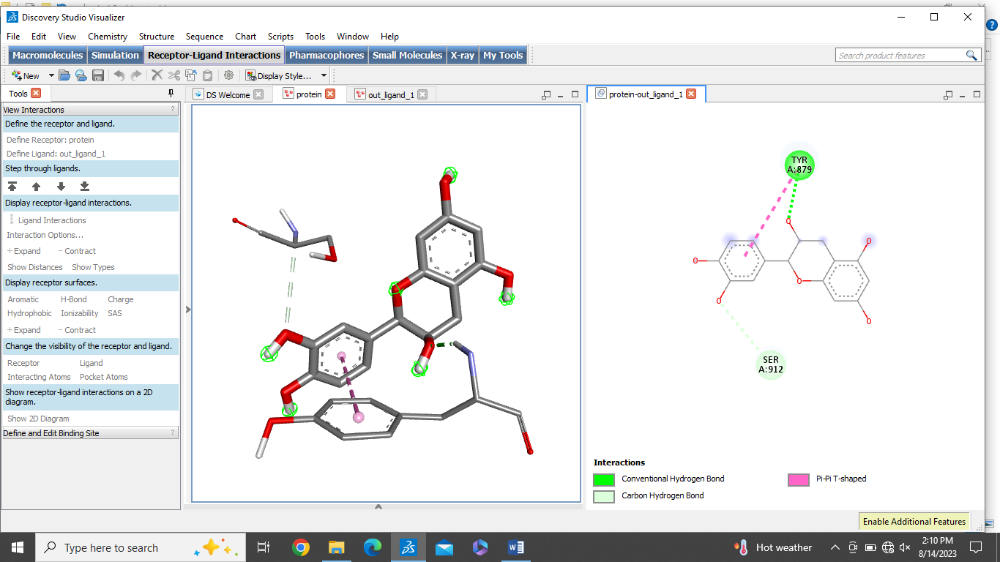 Discovery Studio Visualizer
File Edit View Chemistry Structure Sequence Chart Scripts Tools Window Help
Macromolecules Simulation Receptor-Ligand Interactions Pharmacophores Small Molecules X-ray My Tools
Search product features
New Display Style...
Tools
DS Welcome protein out_ligand_1
protein-out_ligand_1
View Interactions ?
Define the receptor and ligand.
Define Receptor: protein
Define Ligand: out_ligand_1
Step through ligands.
Display receptor-ligand interactions.
Ligand Interactions
Interaction Options...
+Expand - Contract
Show Distances Show Types
Display receptor surfaces.
Aromatic H-Bond Charge
Hydrophobic Ionizability SAS
+Expand - Contract
Change the visibility of the receptor and ligand.
Receptor Ligand
Interacting Atoms Pocket Atoms
Show receptor-ligand interactions on a 2D
diagram.
Show 2D Diagram
Define and Edit Binding Site ?
TYR
A:879
O
O
O
O
O
O
SER
A:912
Interactions
Conventional Hydrogen Bond
Carbon Hydrogen Bond
Pi-Pi T-shaped
Enable Additional Features
Type here to search
Hot weather
2:10 PM
8/14/2023